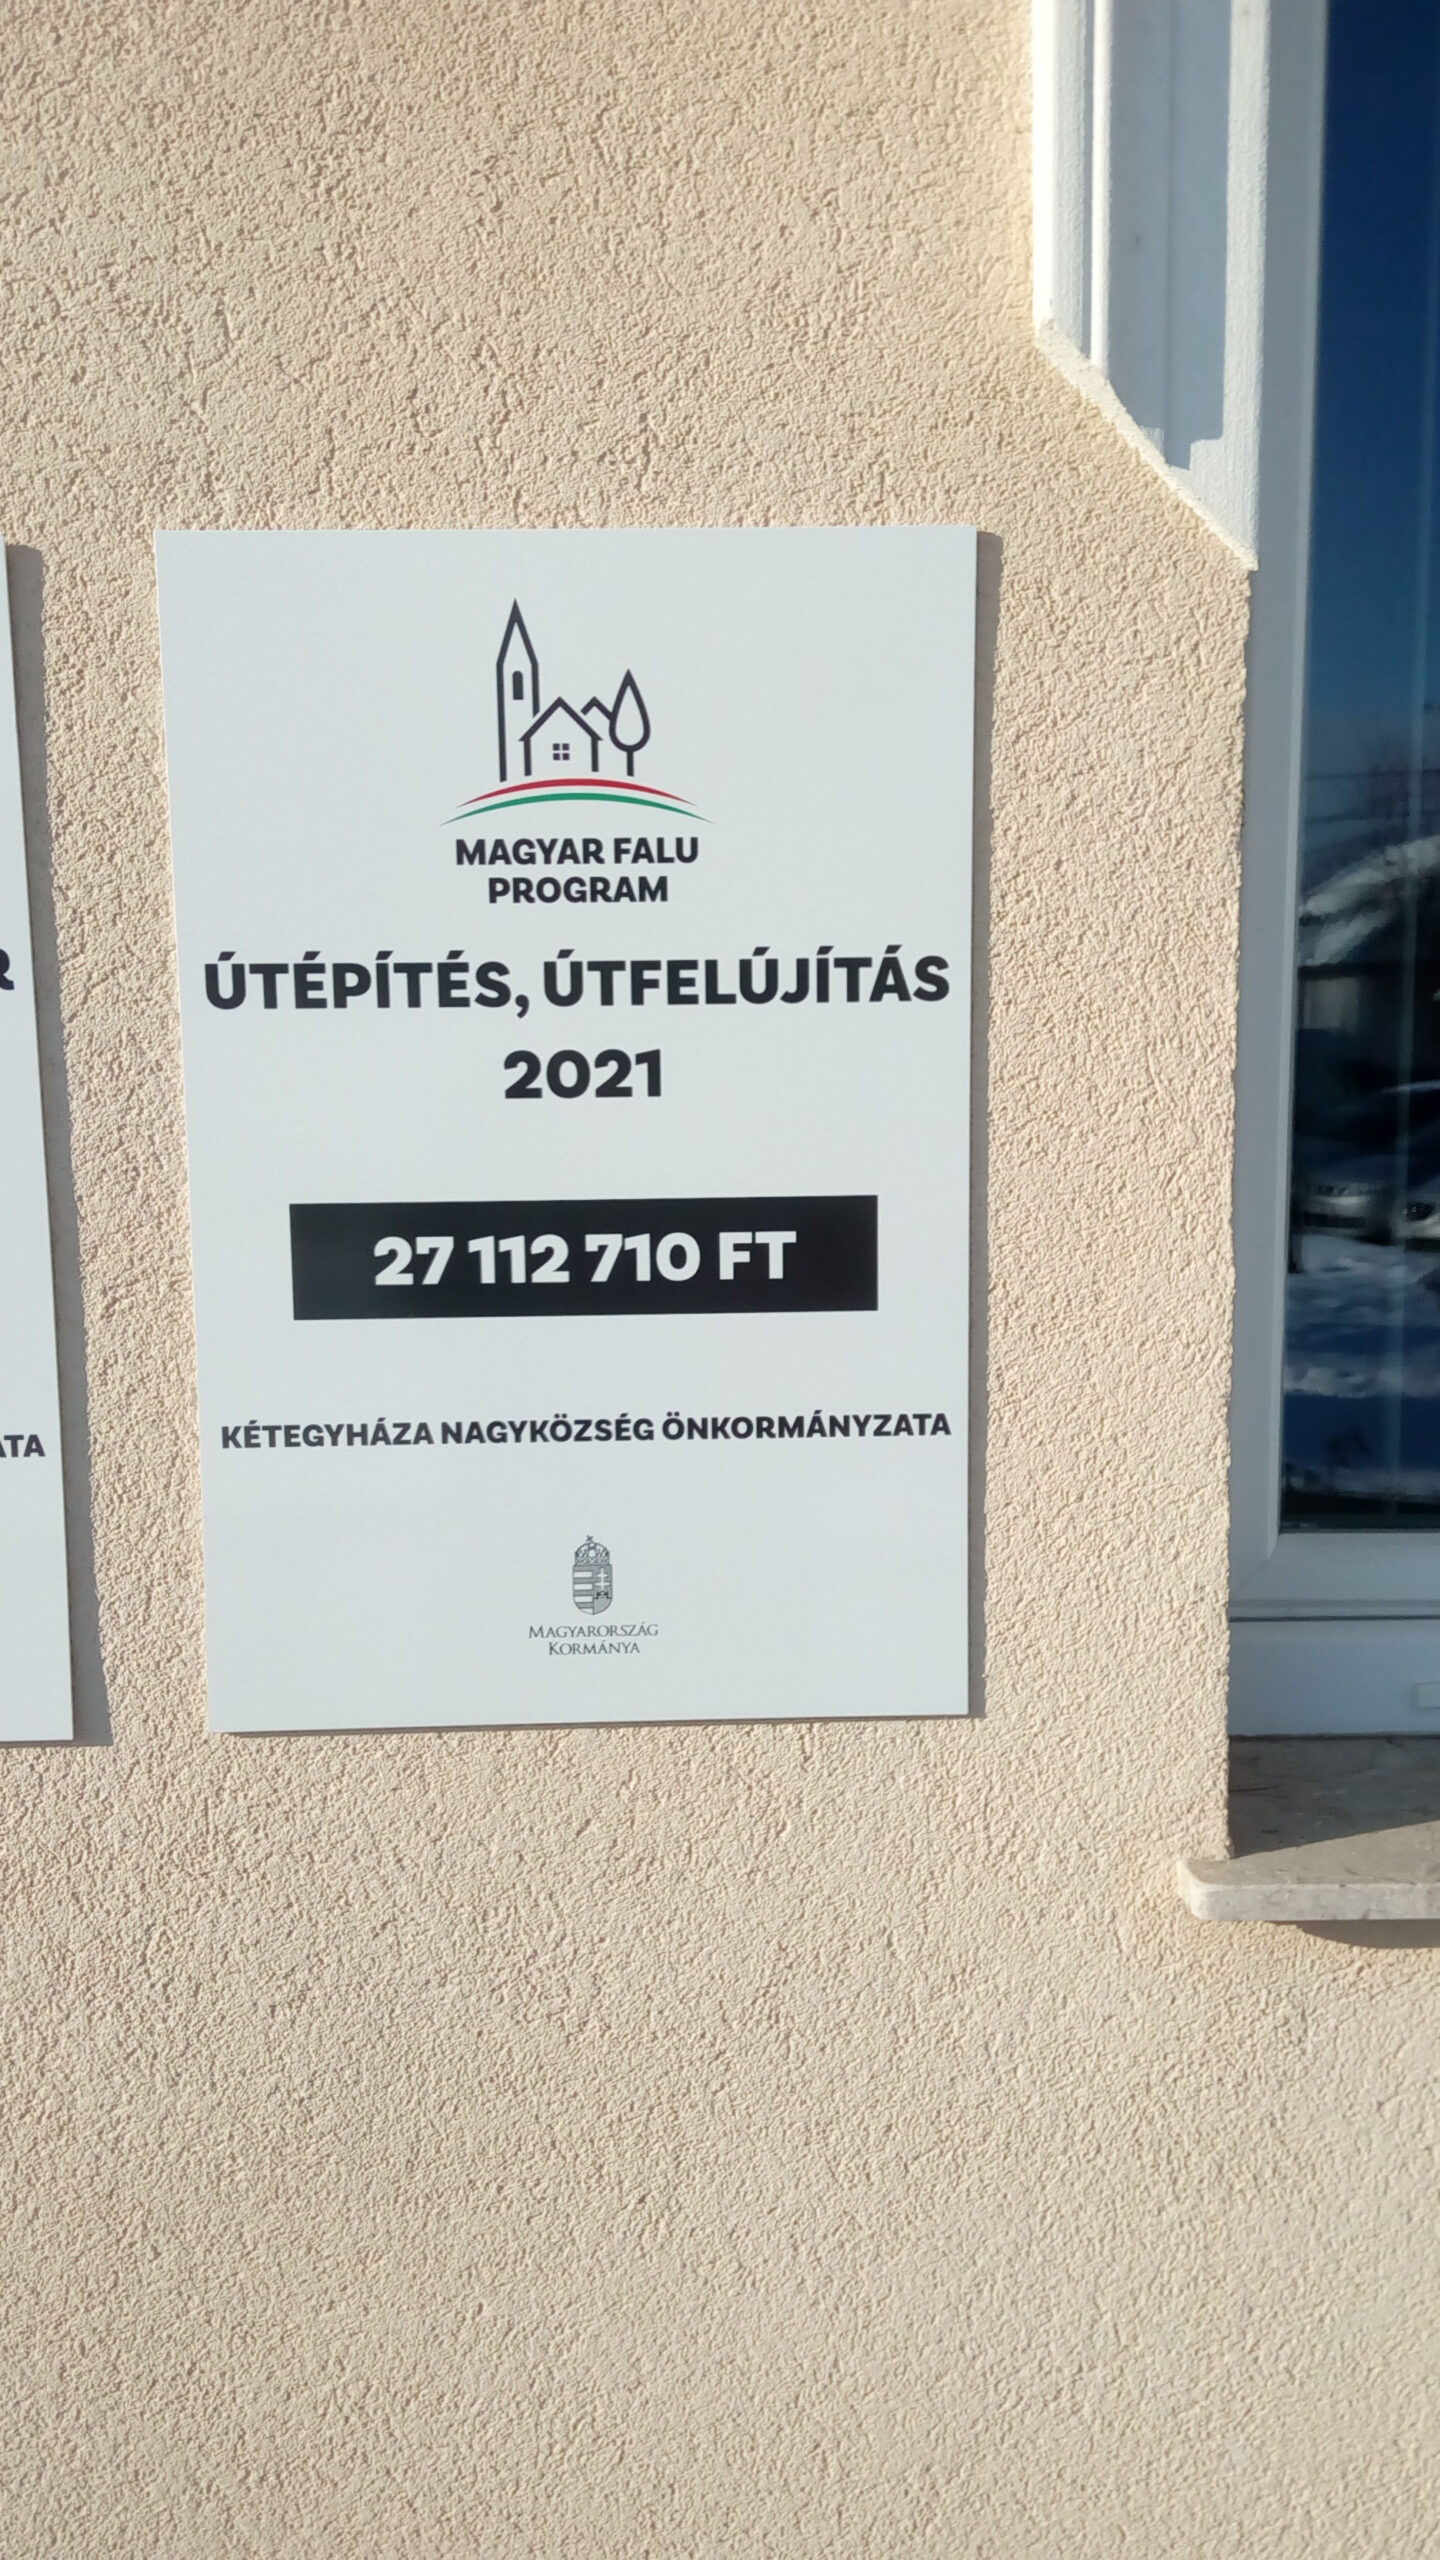 MAGYAR FALU
PROGRAM
ÚTÉPÍTÉS, ÚTFELÚJÍTÁS
2021
27 112 710 FT
KÉTEGYHÁZA NAGYKÖZSÉG ÖNKORMÁNYZATA
MAGYARORSZÁG
KORMÁNYA